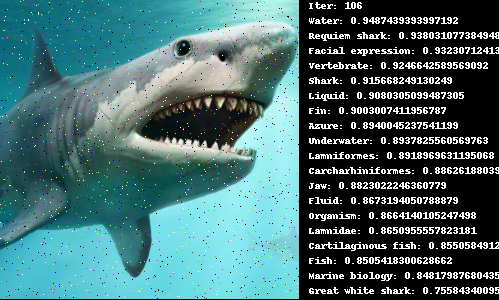 Iter: 106
Water: 0.9487439393997192
Requiem shark: 0.938031077384948
Facial expression: 0.93230712413
Vertebrate: 0.9246642589569092
Shark: 0.915668249130249
Liquid: 0.9080305099487305
Fin: 0.9003007411956787
Azure: 0.8940045237541199
Underwater: 0.8937825560569763
Lamniformes: 0.8918969631195068
Carcharhiniformes: 0.88626188039
Jaw: 0.8823022246360779
Fluid: 0.8673194050788879
Organism: 0.8664140105247498
Lamnidae: 0.8650955557823181
Cartilaginous fish: 0.8550584912
Fish: 0.8505418300628662
Marine biology: 0.84817987680435
Great white shark: 0.75584340095